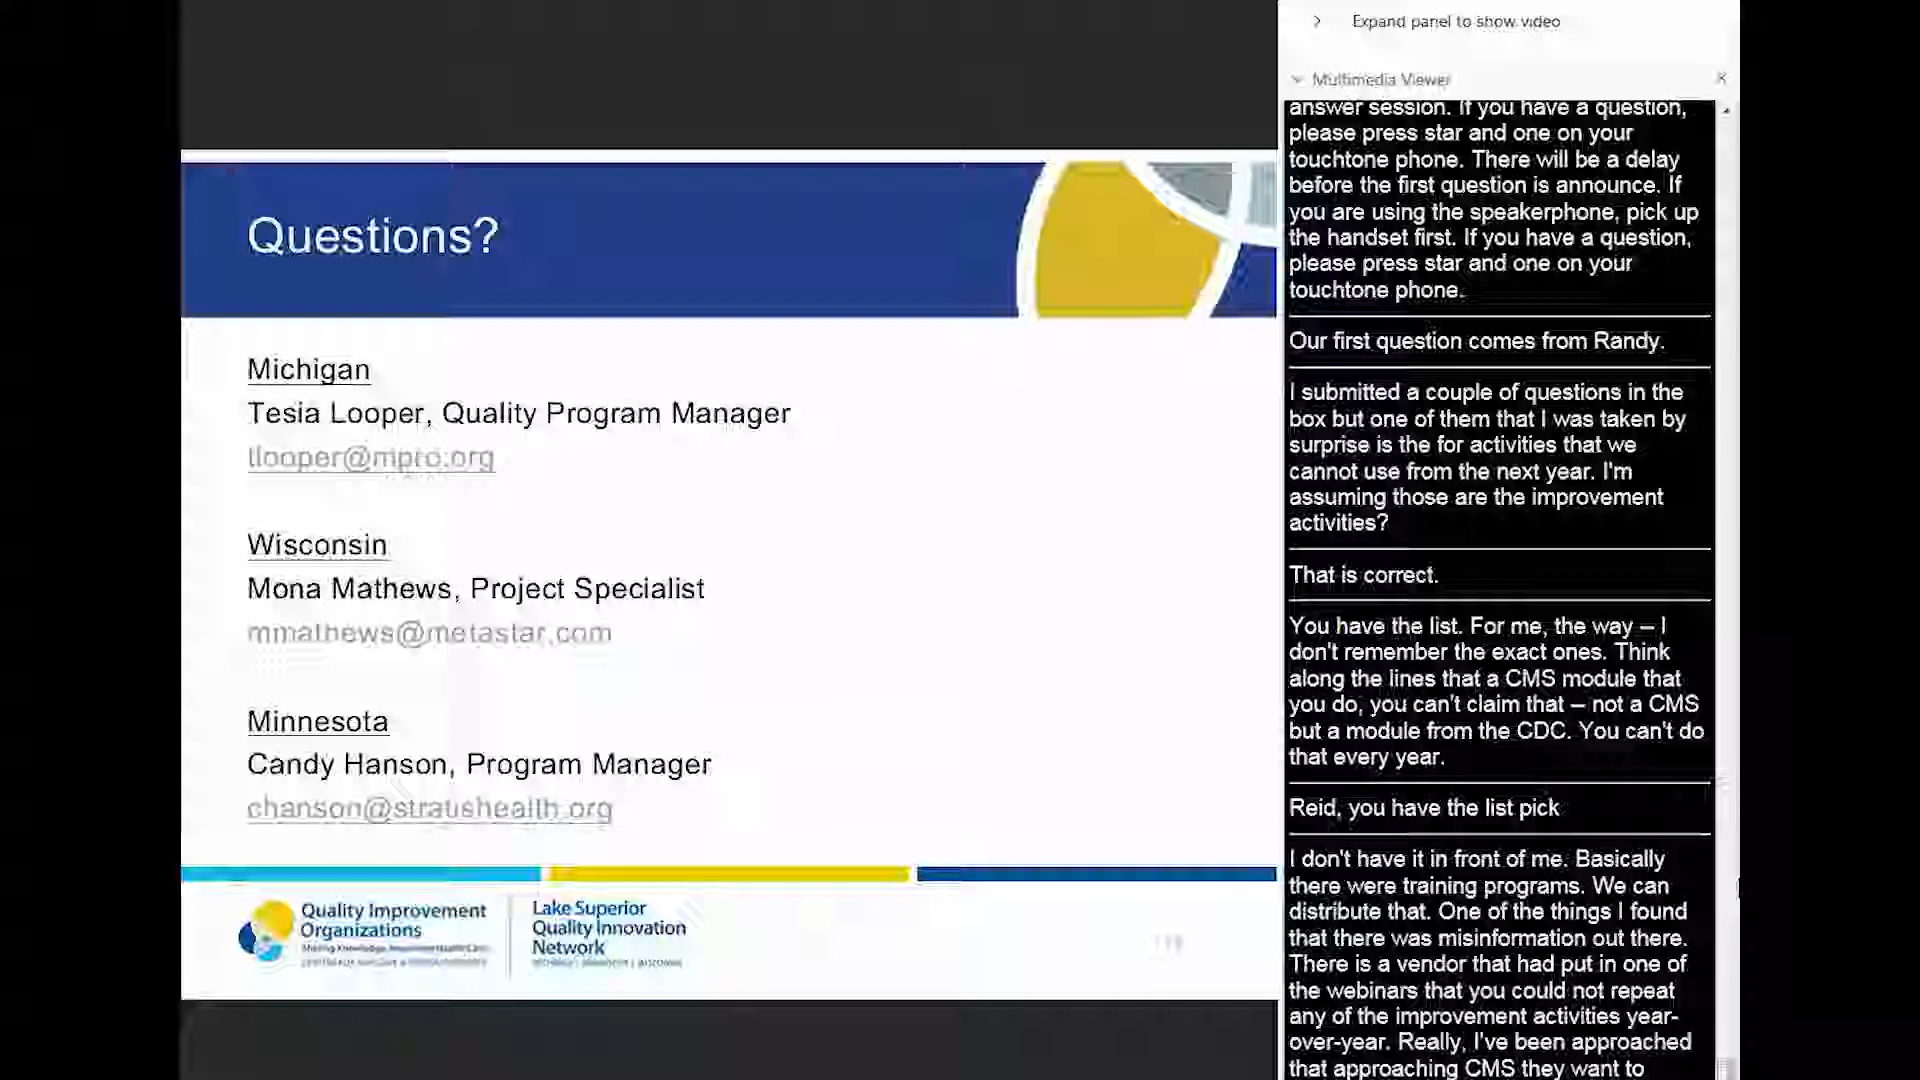 Expand panel to show video
Multimedia Viewer
Questions?
Michigan
Tesia Looper, Quality Program Manager
tlooper@mpro.org
Wisconsin
Mona Mathews, Project Specialist
mmathews@metastar.com
Minnesota
Candy Hanson, Program Manager
chanson@stratishealth.org
Quality Improvement
Organizations
Lake Superior
Quality Innovation
Network
answer session. If you have a question,
please press star and one on your
touchtone phone. There will be a delay
before the first question is announce. If
you are using the speakerphone, pick up
the handset first. If you have a question,
please press star and one on your
touchtone phone.
Our first question comes from Randy.
I submitted a couple of questions in the
box but one of them that I was taken by
surprise is the for activities that we
cannot use from the next year. I'm
assuming those are the improvement
activities?
That is correct.
You have the list. For me, the way – I
don't remember the exact ones. Think
along the lines that a CMS module that
you do, you can't claim that – not a CMS
but a module from the CDC. You can't do
that every year.
Reid, you have the list pick
I don't have it in front of me. Basically
there were training programs. We can
distribute that. One of the things I found
that there was misinformation out there.
There is a vendor that had put in one of
the webinars that you could not repeat
any of the improvement activities year-
over-year. Really, I've been approached
that approaching CMS they want to